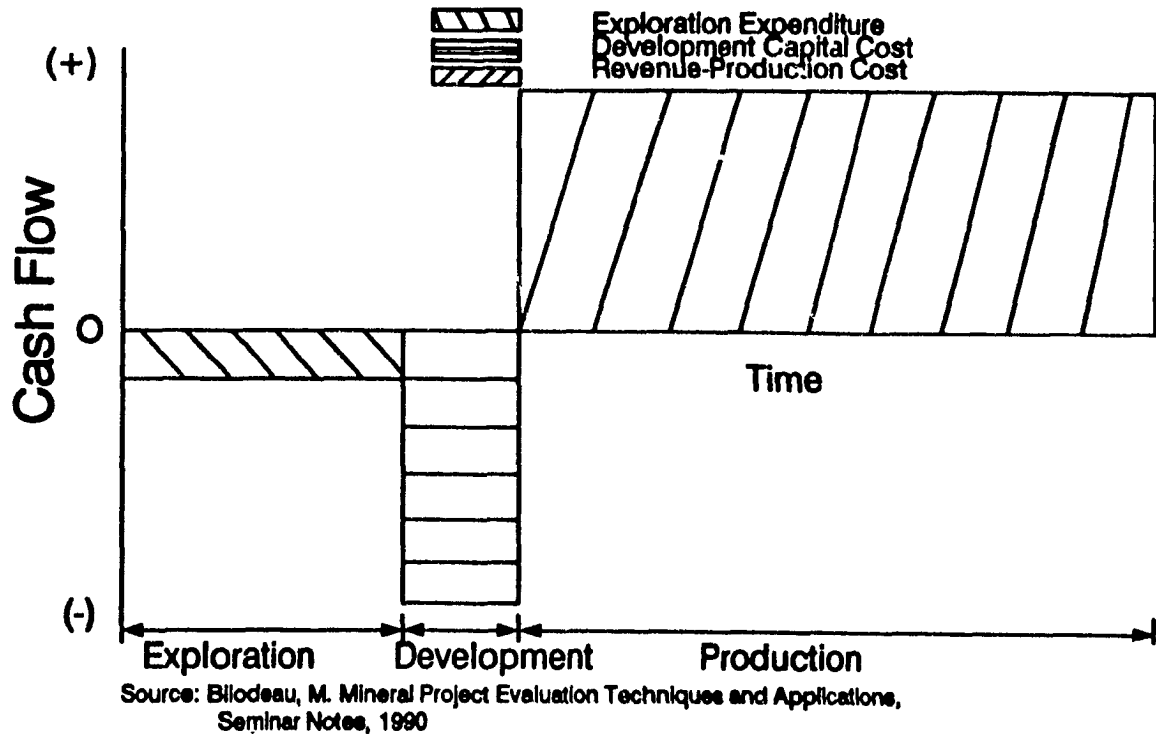 Exploration Expenditure
Development Capital Cost
Revenue-Production Cost
(+)
Cash Flow
O
Time
(-)
Exploration
Development
Production
Source: Bilodeau, M. Mineral Project Evaluation Techniques and Applications,
Seminar Notes, 1990